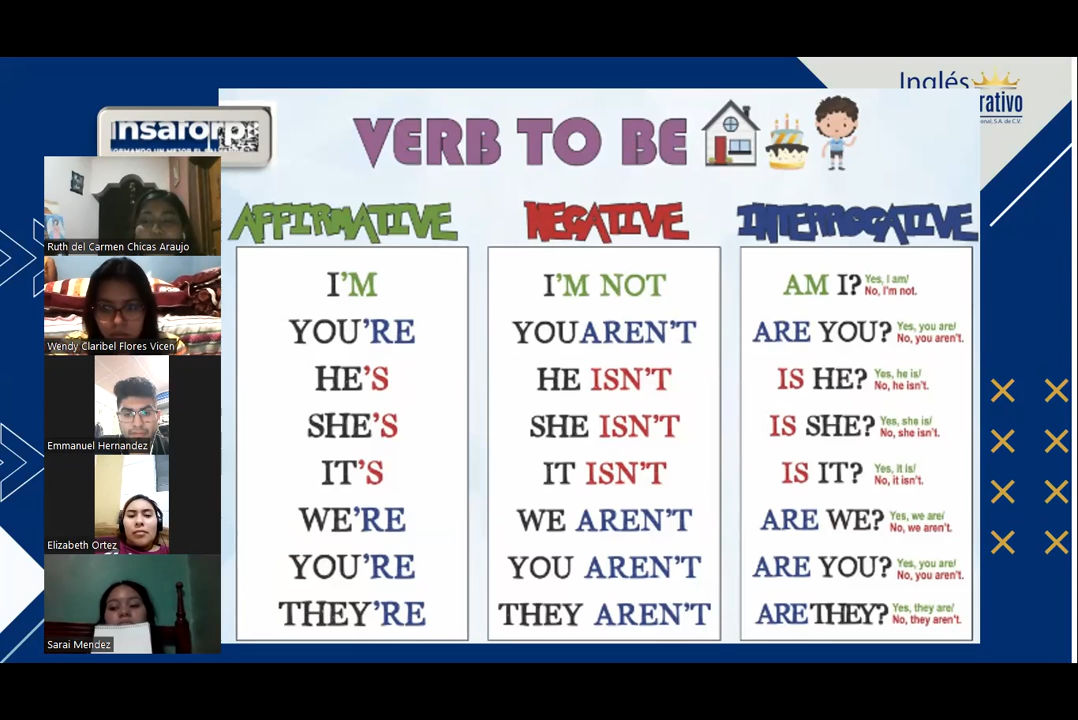 Inglés
rativo
nal, S.A. de C.V.
Insaforp
VERB TO BE
AFFIRMATIVE
NEGATIVE
INTERROGATIVE
I'M
I'M NOT
AM I? Yes, I am/
No, I'm not.
YOU'RE
YOU AREN'T
ARE YOU? Yes, you are/
No, you aren't.
HE'S
HE ISN'T
IS HE? Yes, he is/
No, he isn't.
SHE'S
SHE ISN'T
IS SHE? Yes, she is/
No, she isn't.
IT'S
IT ISN'T
IS IT? Yes, it is/
No, it isn't.
WE'RE
WE AREN'T
ARE WE? Yes, we are/
No, we aren't.
YOU'RE
YOU AREN'T
ARE YOU? Yes, you are/
No, you aren't.
THEY'RE
THEY AREN'T
ARE THEY? Yes, they are/
No, they aren't.
Ruth del Carmen Chicas Araujo
Wendy Claribel Flores Vicen
Emmanuel Hernandez
Elizabeth Ortez
Sarai Mendez